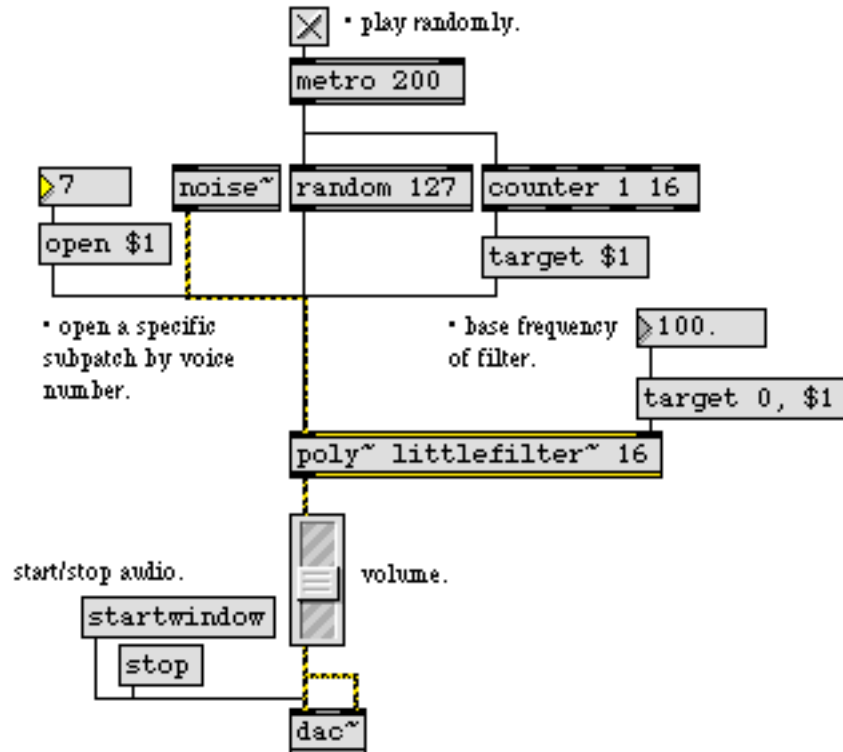 • play randomly.
metro 200
7
noise~
random 127
counter 1 16
open $1
target $1
• open a specific
subpatch by voice
number.
• base frequency
of filter.
100.
target 0, $1
poly~ littlefilter~ 16
start/stop audio.
volume.
startwindow
stop
dac~